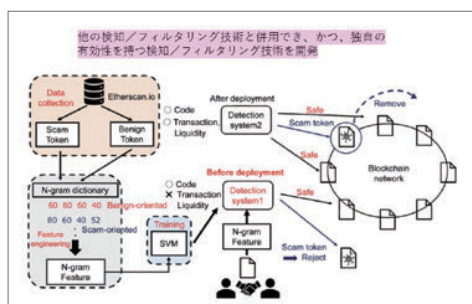 他の検知/フィルタリング技術と併用でき、かつ、独自の
有効性を持つ検知/フィルタリング技術を開発
Data
collection
Etherscan.io
Scam
Token
Benign
Token
N-gram dictionary
60 80 60 40 Benign-oriented
80 60 40 52
Scam-oriented
:
Feature
engineering
N-gram
Feature
Training
SVM
○ Code
○ Transaction,
Liquidity
After deployment
Detection
system2
○ Code
× Transaction
Liquidity
Before deployment
Detection
system1
N-gram
Feature
Safe
Scam token
Safe
Remove
Blockchain
network
Safe
Scam token
Reject